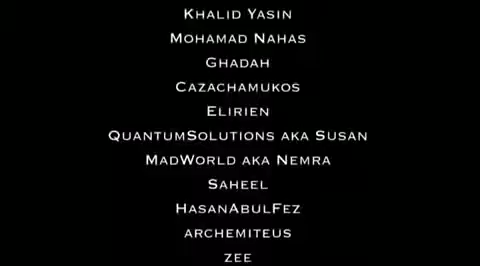 Khalid Yasin
Mohamad Nahas
Ghadah
Cazachamukos
Elirien
QuantumSolutions aka Susan
MadWorld aka Nemra
Saheel
HasanAbulFez
archemiteus
zee